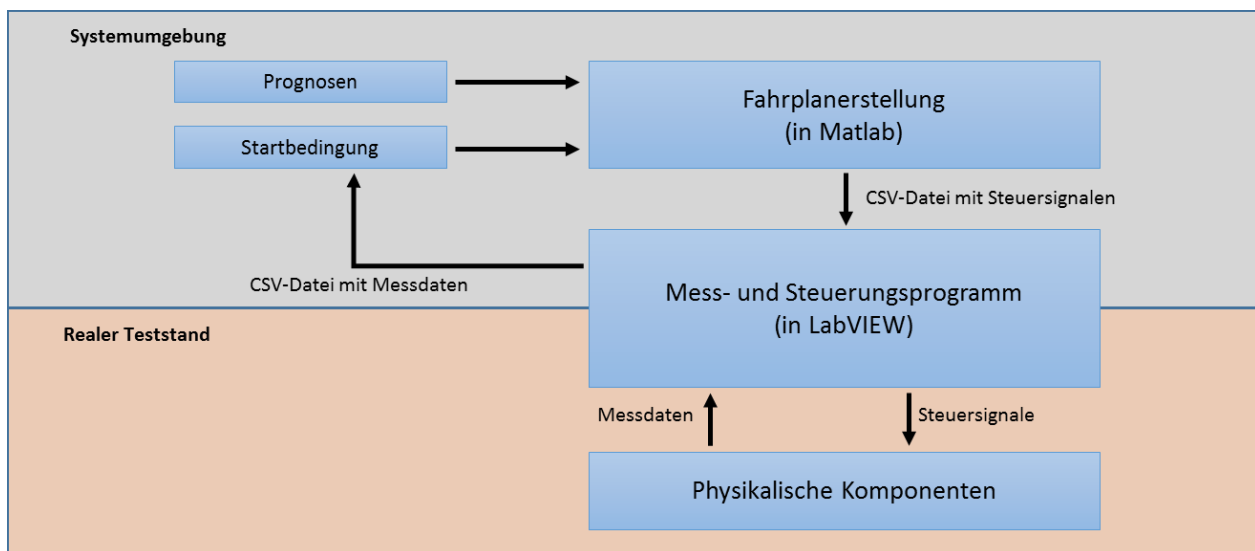 Systemumgebung
Prognosen
Startbedingung
Fahrplanerstellung
(in Matlab)
CSV-Datei mit Steuersignalen
CSV-Datei mit Messdaten
Mess- und Steuerungsprogramm
(in LabVIEW)
Realer Teststand
Messdaten
Steuersignale
Physikalische Komponenten